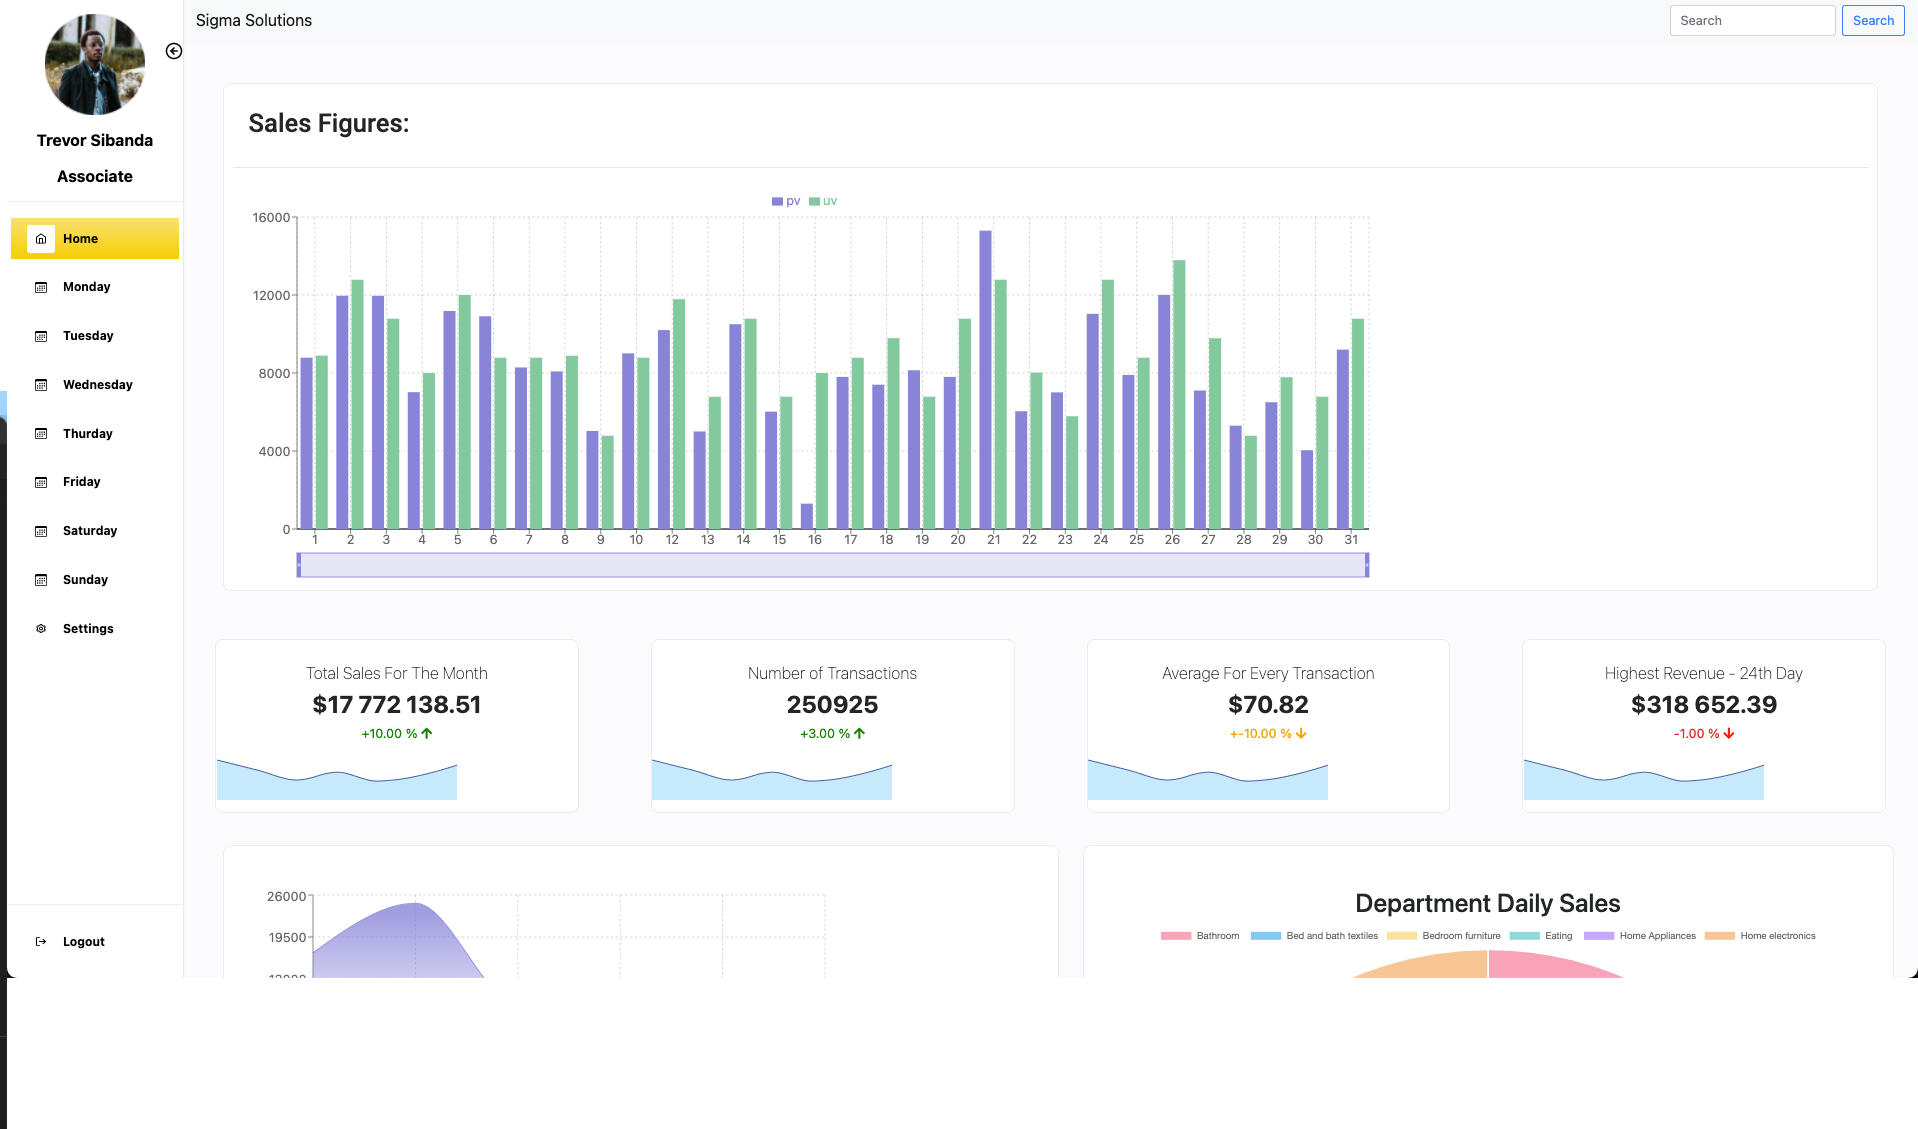 Sigma Solutions
Search
Search
Trevor Sibanda
Associate
Home
Monday
Tuesday
Wednesday
Thurday
Friday
Saturday
Sunday
Settings
Logout
Sales Figures:
pv uv
16000
12000
8000
4000
0
1 2 3 4 5 6 7 8 9 10 12 13 14 15 16 17 18 19 20 21 22 23 24 25 26 27 28 29 30 31
Total Sales For The Month
$17 772 138.51
+10.00 %
Number of Transactions
250925
+3.00 %
Average For Every Transaction
$70.82
+-10.00 %
Highest Revenue - 24th Day
$318 652.39
-1.00 %
26000
19500
13000
Department Daily Sales
Bathroom Bed and bath textiles Bedroom furniture Eating Home Appliances Home electronics